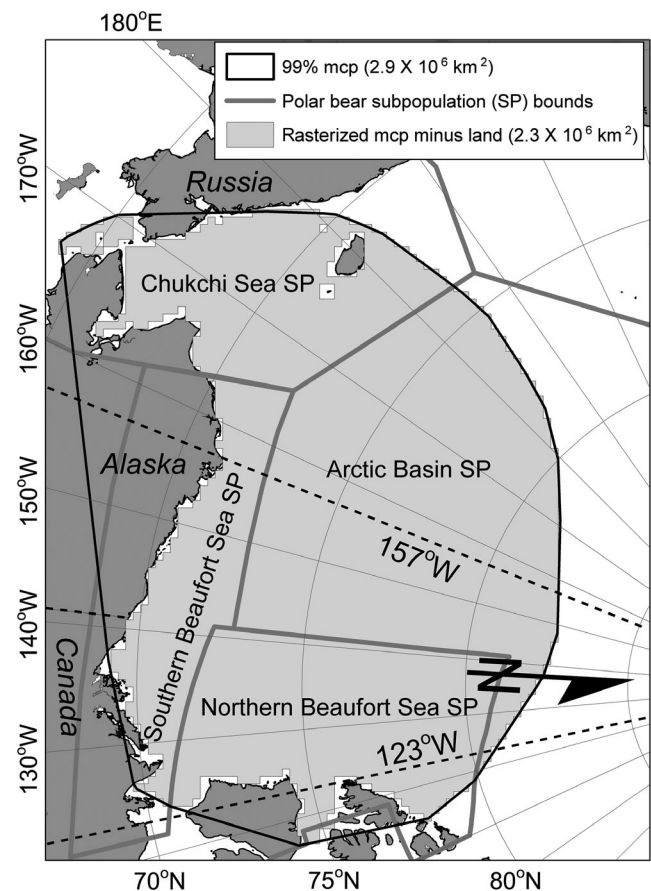 180°E
99% mcp (2.9 X 10⁶ km²)
Polar bear subpopulation (SP) bounds
Rasterized mcp minus land (2.3 X 10⁶ km²)
170°W
Russia
Chukchi Sea SP
160°W
Alaska
Arctic Basin SP
150°W
157°W
Southern Beaufort Sea SP
140°W
Canada
N
Northern Beaufort Sea SP
123°W
130°W
70°N
75°N
80°N